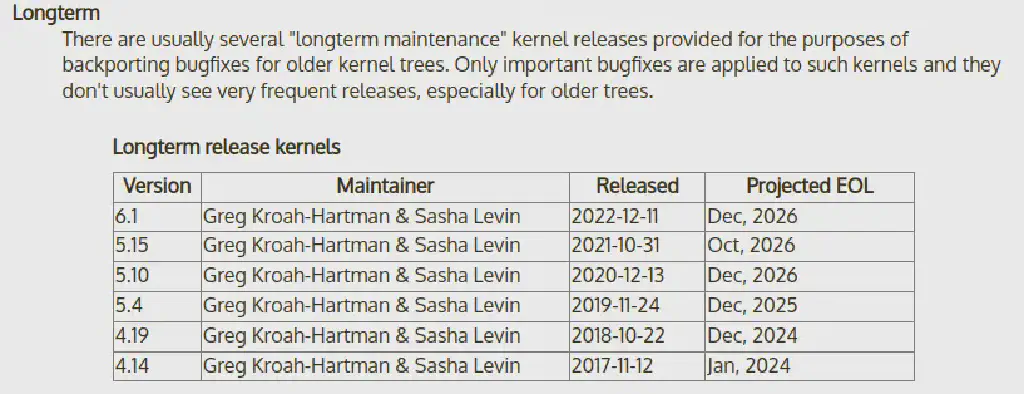 Longterm
There are usually several "longterm maintenance" kernel releases provided for the purposes of
backporting bugfixes for older kernel trees. Only important bugfixes are applied to such kernels and they
don't usually see very frequent releases, especially for older trees.
Longterm release kernels
Version Maintainer Released Projected EOL
6.1 Greg Kroah-Hartman & Sasha Levin 2022-12-11 Dec, 2026
5.15 Greg Kroah-Hartman & Sasha Levin 2021-10-31 Oct, 2026
5.10 Greg Kroah-Hartman & Sasha Levin 2020-12-13 Dec, 2026
5.4 Greg Kroah-Hartman & Sasha Levin 2019-11-24 Dec, 2025
4.19 Greg Kroah-Hartman & Sasha Levin 2018-10-22 Dec, 2024
4.14 Greg Kroah-Hartman & Sasha Levin 2017-11-12 Jan, 2024